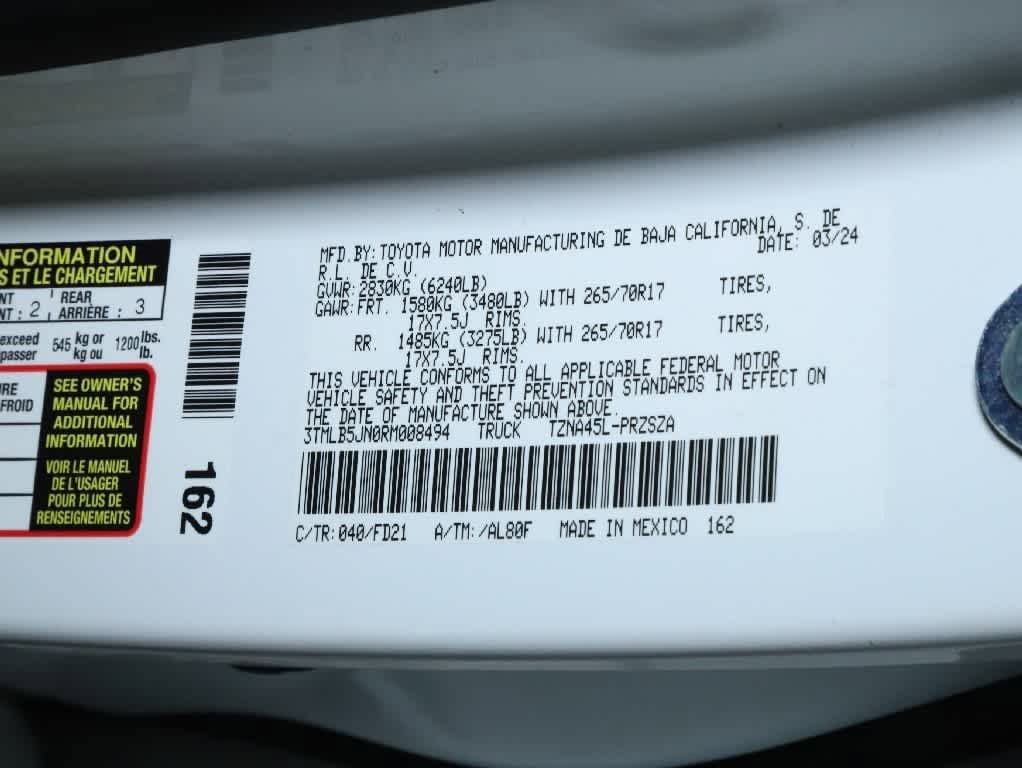 NFORMATION
S ET LE CHARGEMENT
NT : 2 REAR
ARRIÈRE : 3
exceed 545 kg or 1200 lbs.
passer kg ou lb.
SEE OWNER'S
MANUAL FOR
ADDITIONAL
INFORMATION
VOIR LE MANUEL
DE L'USAGER
POUR PLUS DE
RENSEIGNEMENTS
FROID
162
MFD.BY:TOYOTA MOTOR MANUFACTURING DE BAJA CALIFORNIA, S. DE
R.L. DE C.V. DATE: 03/24
GVWR:2830KG (6240LB)
GAWR:FRT. 1580KG (3480LB) WITH 265/70R17 TIRES,
17X7.5J RIMS.
RR. 1485KG (3275LB) WITH 265/70R17 TIRES,
17X7.5J RIMS.
THIS VEHICLE CONFORMS TO ALL APPLICABLE FEDERAL MOTOR
VEHICLE SAFETY AND THEFT PREVENTION STANDARDS IN EFFECT ON
THE DATE OF MANUFACTURE SHOWN ABOVE.
3TMLB5JN0RM008494 TRUCK TZNA45L-PRZSZA
C/TR:040/FD21 A/TM:/AL80F MADE IN MEXICO 162